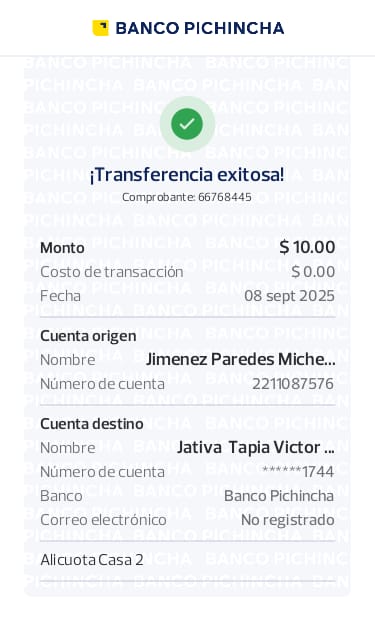 BANCO PICHINCHA
¡Transferencia exitosa!
Comprobante: 66768445
Monto $ 10.00
Costo de transacción $ 0.00
Fecha 08 sept 2025
Cuenta origen
Nombre Jimenez Paredes Miche...
Número de cuenta 2211087576
Cuenta destino
Nombre Jativa Tapia Victor ...
Número de cuenta ******1744
Banco Banco Pichincha
Correo electrónico No registrado
Alicuota Casa 2